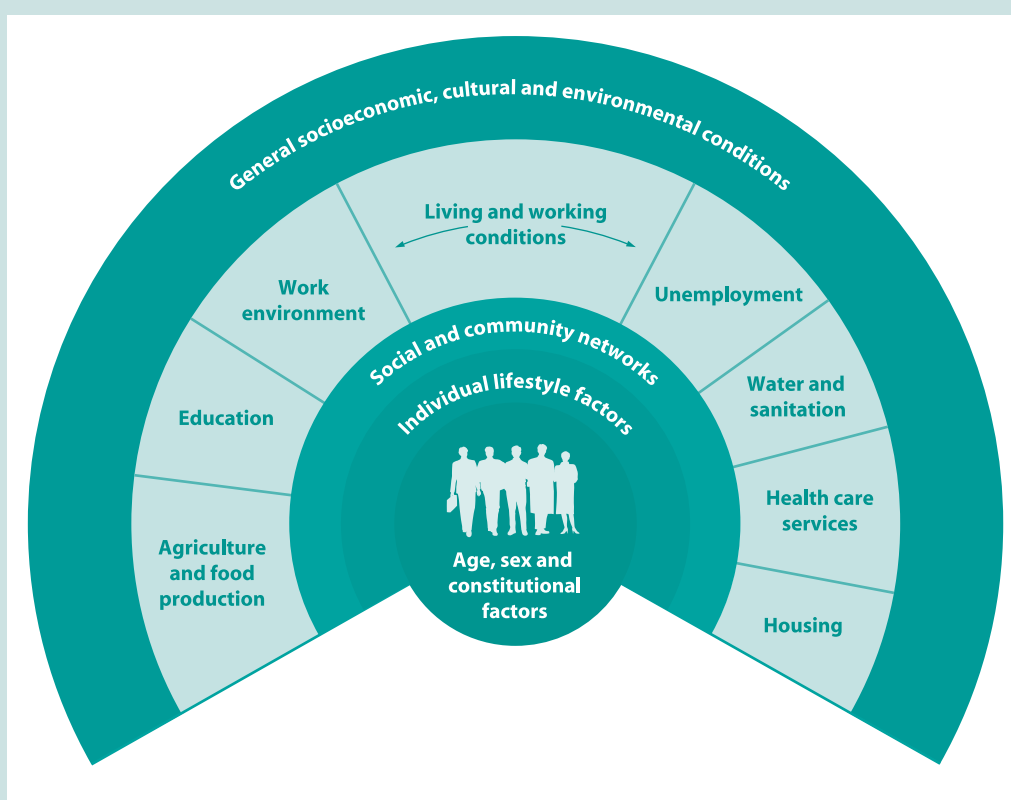 General socioeconomic, cultural and environmental conditions
Living and working
conditions
Work
environment
Unemployment
Education
Water and
sanitation
Agriculture
and food
production
Health care
services
Housing
Social and community networks
Individual lifestyle factors
Age, sex and
constitutional
factors